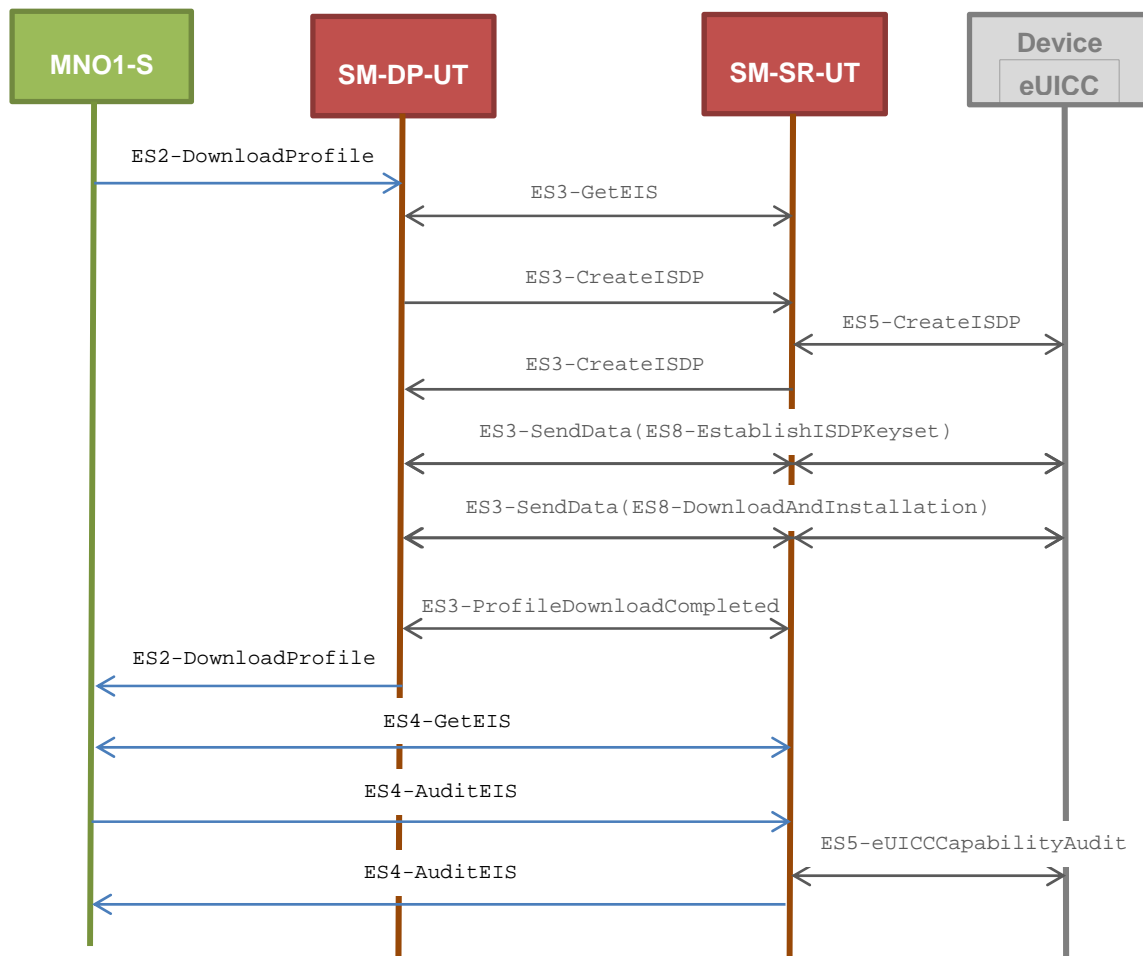 MNO1-S
SM-DP-UT
SM-SR-UT
Device
eUICC
ES2-DownloadProfile
ES3-GetEIS
ES3-CreateISDP
ES5-CreateISDP
ES3-CreateISDP
ES3-SendData(ES8-EstablishISDPKeyset)
ES3-SendData(ES8-DownloadAndInstallation)
ES3-ProfileDownloadCompleted
ES2-DownloadProfile
ES4-GetEIS
ES4-AuditEIS
ES5-eUICCCapabilityAudit
ES4-AuditEIS